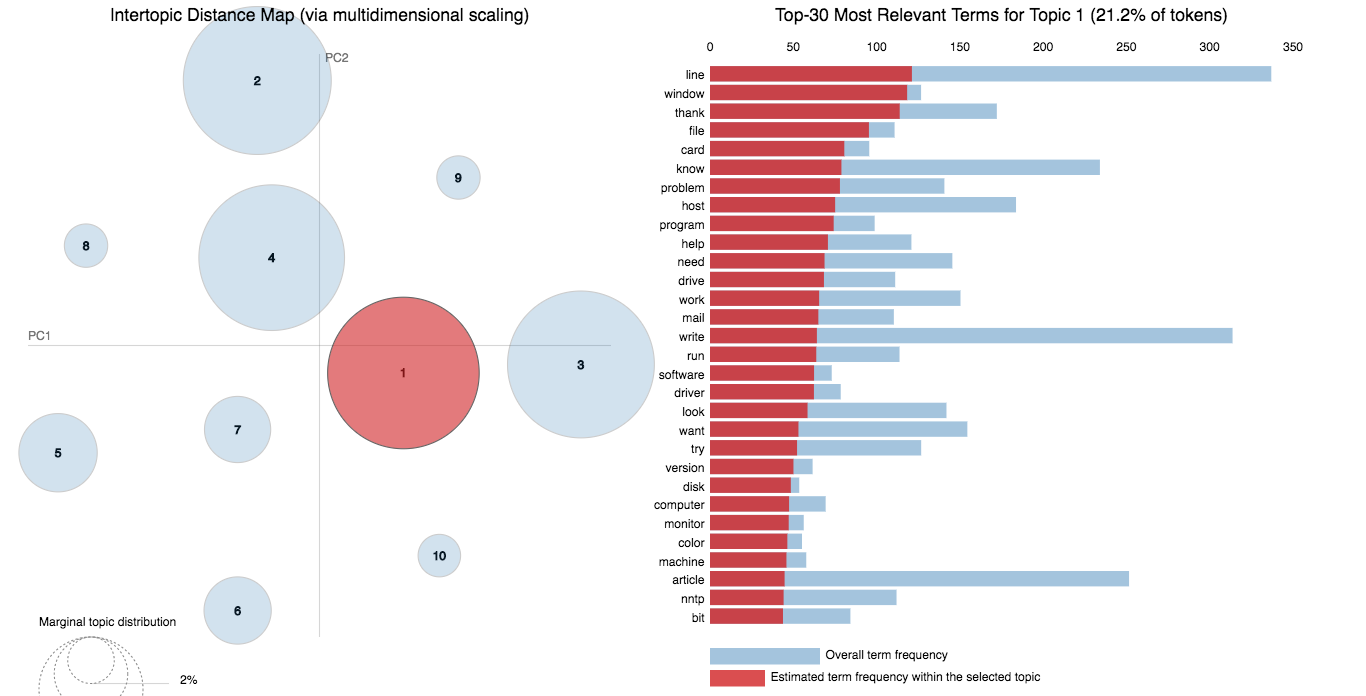 Intertopic Distance Map (via multidimensional scaling)
PC2
2
9
8
4
PC1
1
3
7
5
10
6
Marginal topic distribution
2%
Top-30 Most Relevant Terms for Topic 1 (21.2% of tokens)
0 50 100 150 200 250 300 350
line
window
thank
file
card
know
problem
host
program
help
need
drive
work
mail
write
run
software
driver
look
want
try
version
disk
computer
monitor
color
machine
article
nntp
bit
Overall term frequency
Estimated term frequency within the selected topic